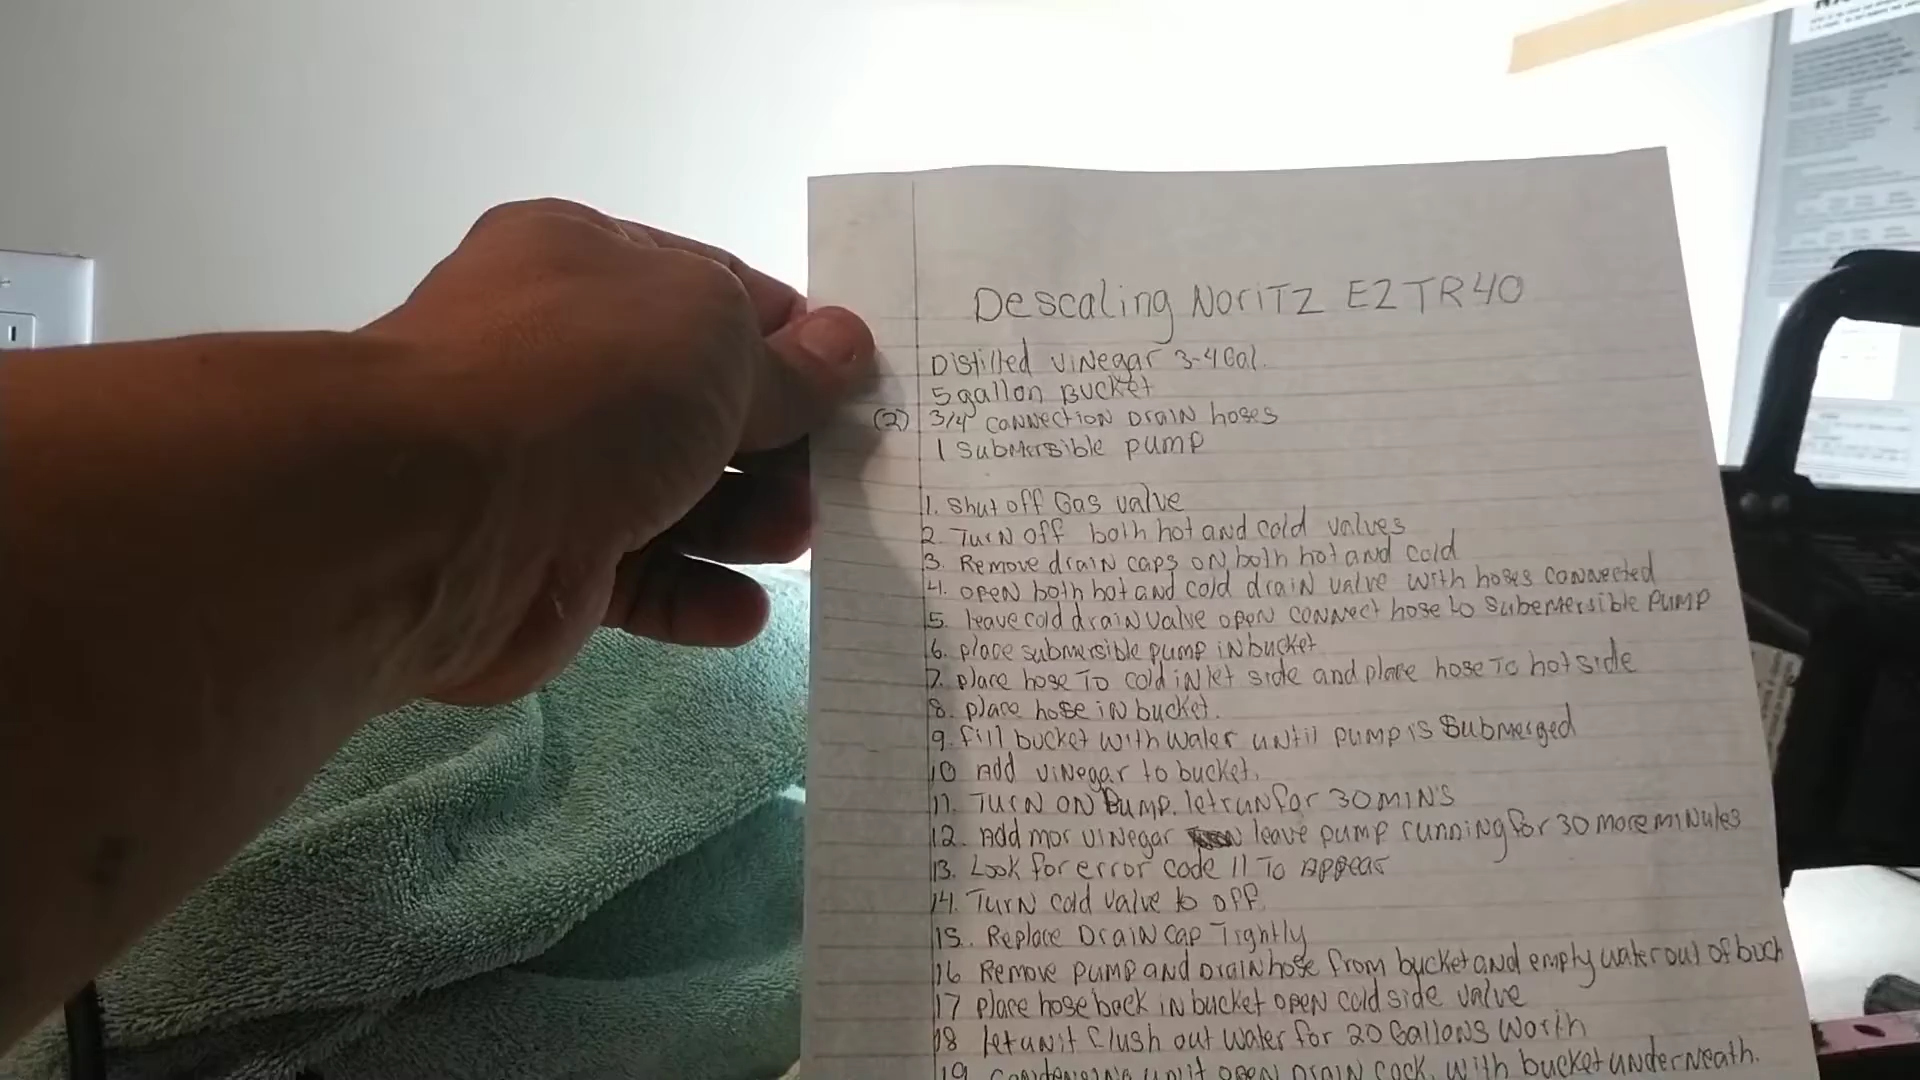 Descaling NoriTZ EZTR40
Distilled vinegar 3-4 Gal.
5 gallon Bucket
(2) 3/4 connection Drain hoses
1 Submersible pump
1. Shut off Gas valve
2. Turn off both hot and cold valves
3. Remove drain caps on both hot and cold
4. open both hot and cold drain valve with hoses connected
5. leave cold drain valve open connect hose to Subemersible Pump
6. place submersible pump in bucket
7. place hose To cold inlet side and place hose To hot side
8. place hose in bucket.
9. fill bucket with water until pump is Submerged
10 Add vinegar to bucket.
11. Turn on Pump. let run for 30 MIN'S
12. Add mor vinegar leave pump running for 30 more minutes
13. Look for error code 11 To Appear
14. Turn cold valve to off
15. Replace Drain cap Tightly
16 Remove pump and Drain hose from bucket and empty water out of buck
17 place hose back in bucket open cold side valve
18 let unit flush out water for 20 Gallons Worth
19 Condensing unit open Drain Cock. with bucket underneath.